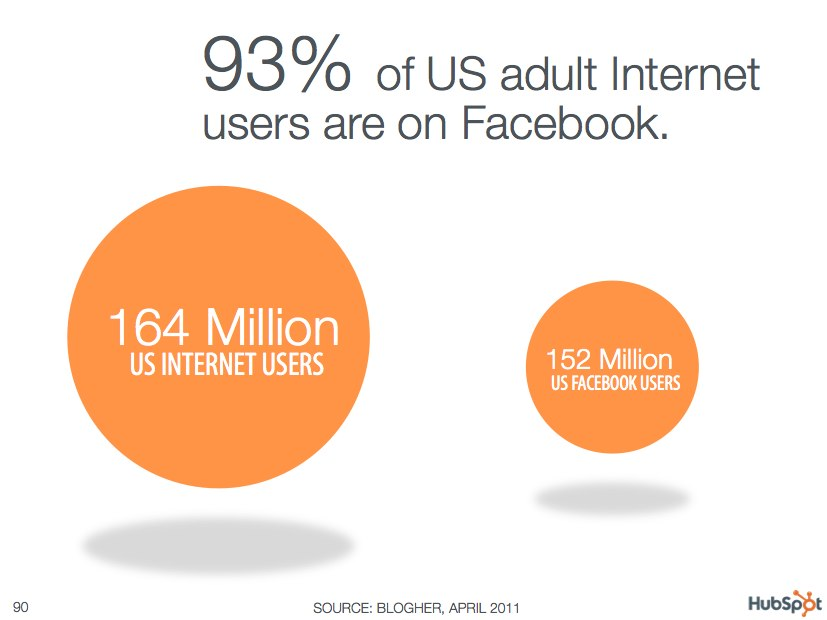 93% of US adult Internet
users are on Facebook.
164 Million
US INTERNET USERS
152 Million
US FACEBOOK USERS
90
SOURCE: BLOGHER, APRIL 2011
HubSpot